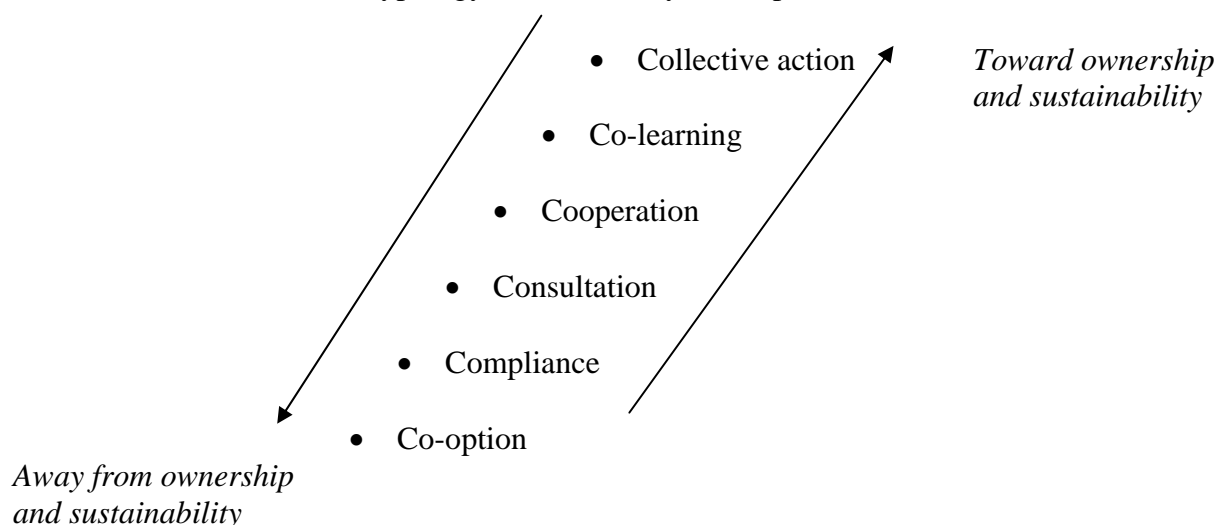 • Collective action
Toward ownership
and sustainability
• Co-learning
• Cooperation
• Consultation
• Compliance
• Co-option
Away from ownership
and sustainability